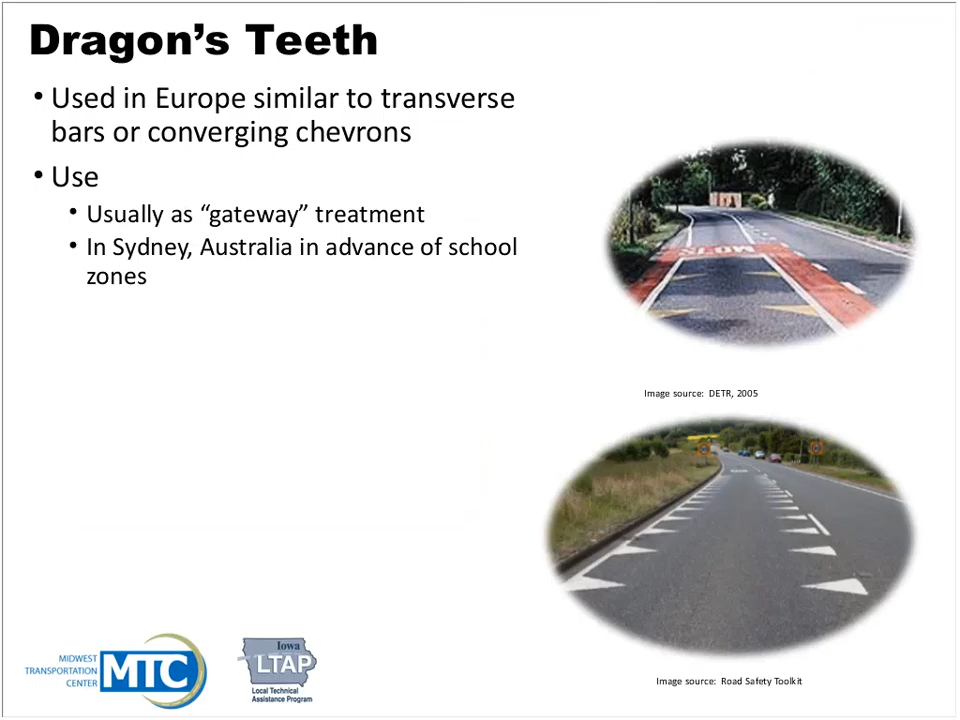 Dragon’s Teeth
• Used in Europe similar to transverse
bars or converging chevrons
• Use
• Usually as “gateway” treatment
• In Sydney, Australia in advance of school
zones
Image source: DETR, 2005
Image source: Road Safety Toolkit
MIDWEST
TRANSPORTATION
CENTER
MTC
Iowa
LTAP
Local Technical
Assistance Program